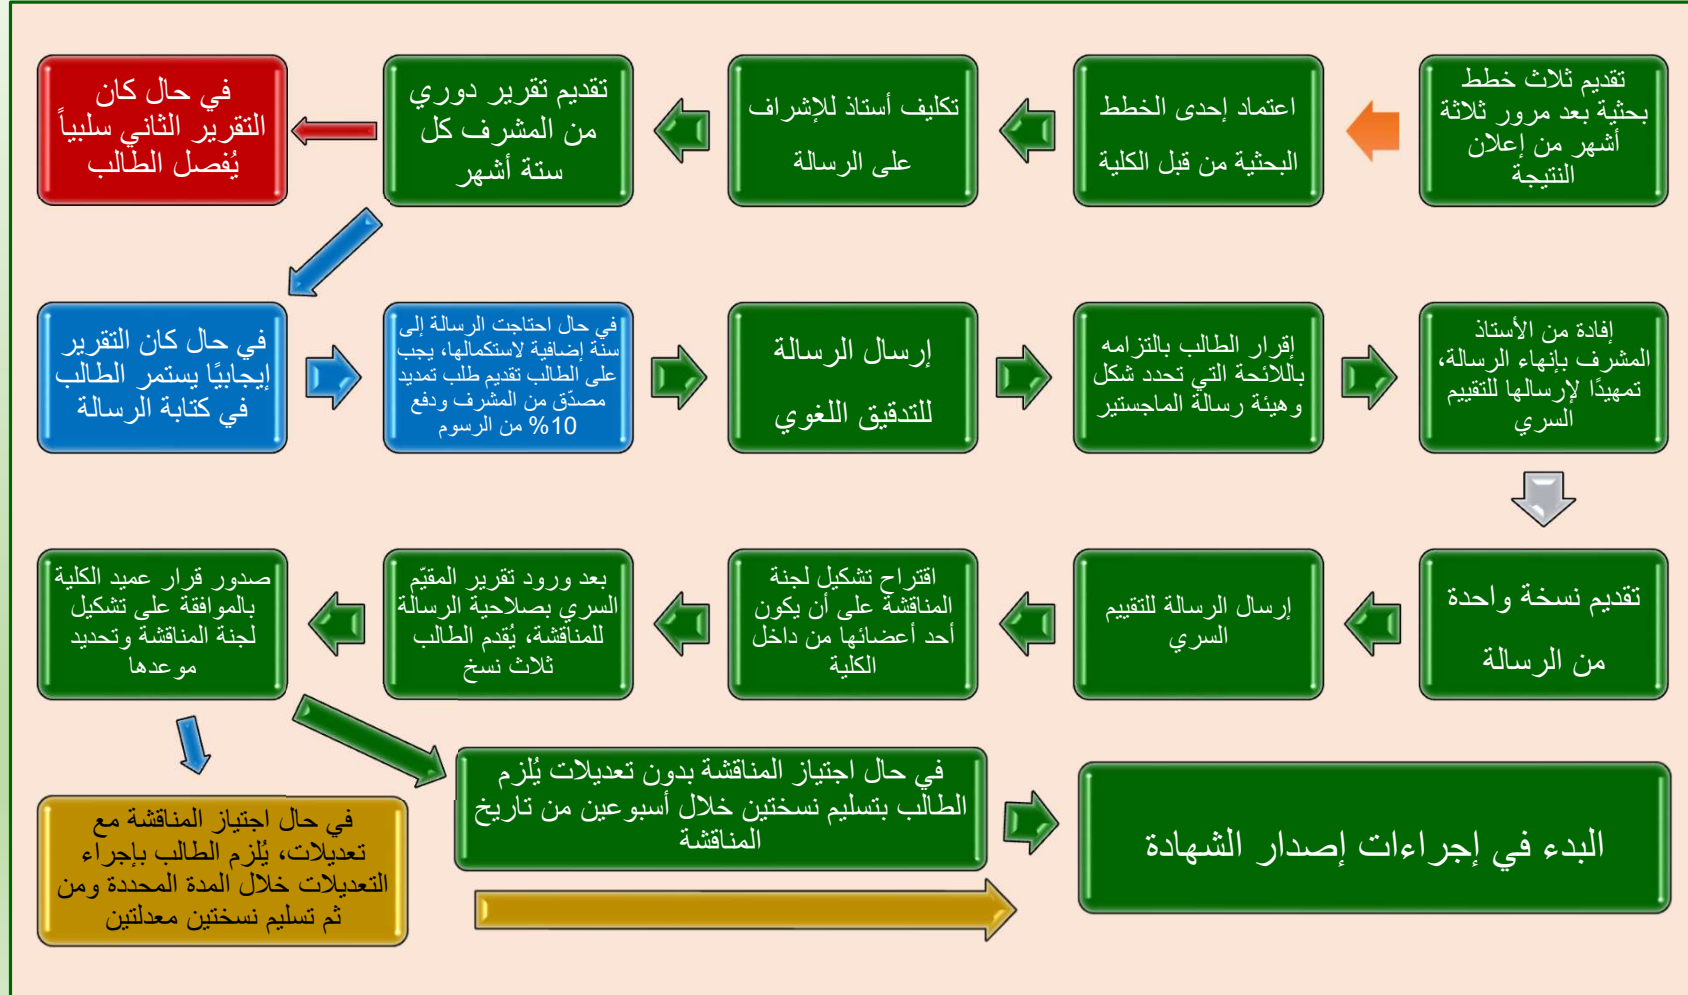 تقديم ثلاث خطط
بحثية بعد مرور ثلاثة
أشهر من إعلان
النتيجة
اعتماد إحدى الخطط
البحثية من قبل الكلية
تكليف أستاذ للإشراف
على الرسالة
تقديم تقرير دوري
من المشرف كل
ستة أشهر
في حال كان
التقرير الثاني سلبياً
يُفصل الطالب
في حال كان التقرير
إيجابيًا يستمر الطالب
في كتابة الرسالة
في حال احتاجت الرسالة إلى
سنة إضافية لاستكمالها، يجب
على الطالب تقديم طلب تمديد
مصدّق من المشرف ودفع
10% من الرسوم
إرسال الرسالة
للتدقيق اللغوي
إقرار الطالب بالتزامه
باللائحة التي تحدد شكل
وهيئة رسالة الماجستير
إفادة من الأستاذ
المشرف بإنهاء الرسالة،
تمهيدًا لإرسالها للتقييم
السري
تقديم نسخة واحدة
من الرسالة
إرسال الرسالة للتقييم
السري
اقتراح تشكيل لجنة
المناقشة على أن يكون
أحد أعضائها من داخل
الكلية
بعد ورود تقرير المقيّم
السري بصلاحية الرسالة
للمناقشة، يُقدم الطالب
ثلاث نسخ
صدور قرار عميد الكلية
بالموافقة على تشكيل
لجنة المناقشة وتحديد
موعدها
في حال اجتياز المناقشة بدون تعديلات يُلزم
الطالب بتسليم نسختين خلال أسبوعين من تاريخ
المناقشة
البدء في إجراءات إصدار الشهادة
في حال اجتياز المناقشة مع
تعديلات، يُلزم الطالب بإجراء
التعديلات خلال المدة المحددة ومن
ثم تسليم نسختين معدلتين